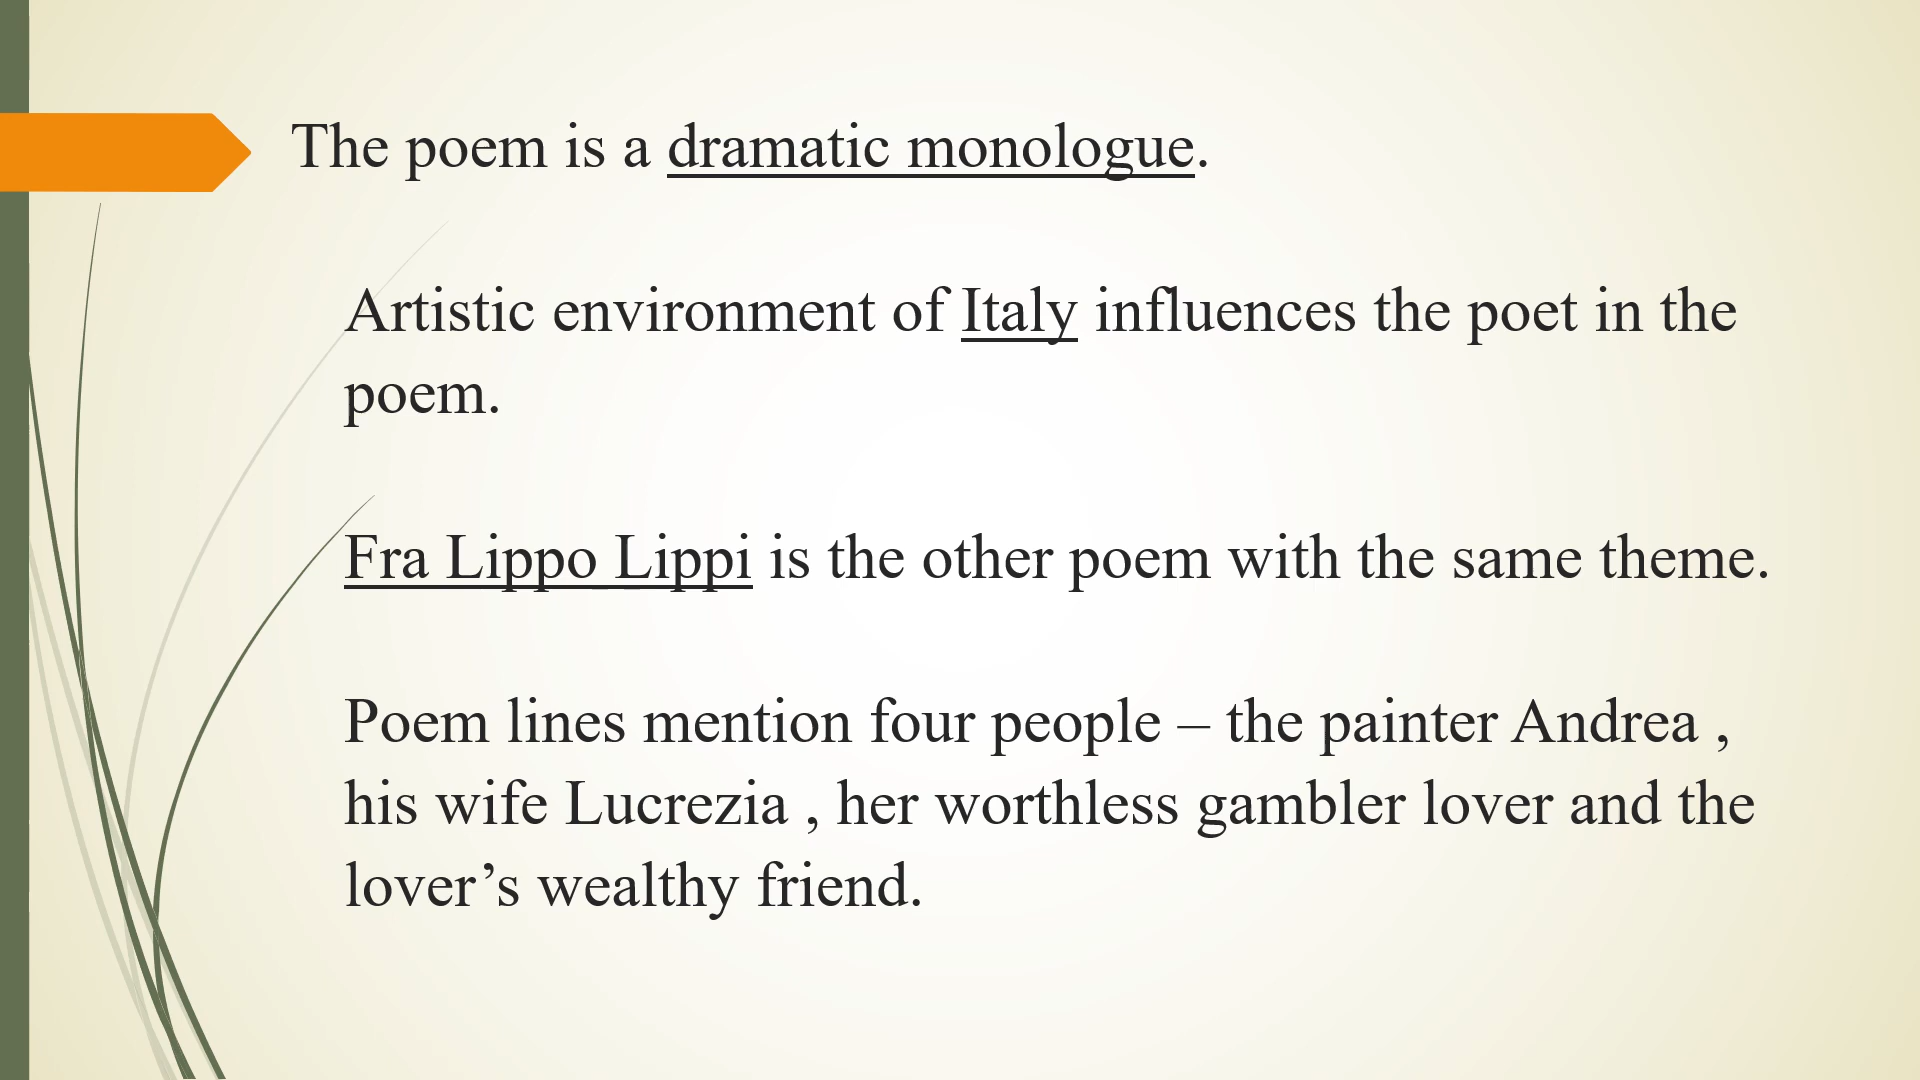 The poem is a dramatic monologue.
Artistic environment of Italy influences the poet in the
poem.
Fra Lippo Lippi is the other poem with the same theme.
Poem lines mention four people – the painter Andrea ,
his wife Lucrezia , her worthless gambler lover and the
lover’s wealthy friend.